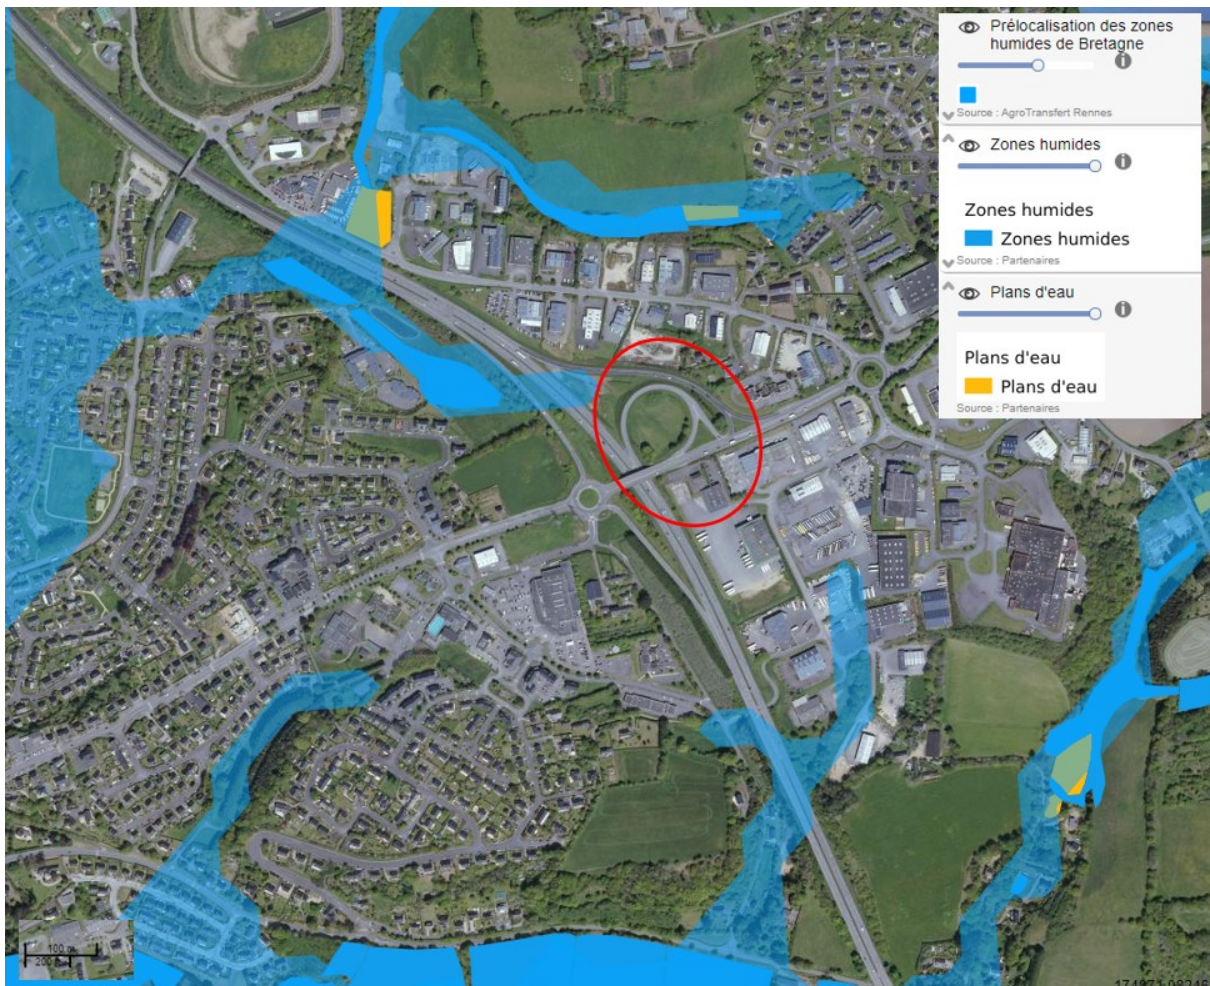 Prélocalisation des zones
humides de Bretagne
Source : AgroTransfert Rennes
Zones humides
Zones humides
Zones humides
Source : Partenaires
Plans d'eau
Plans d'eau
Plans d'eau
Source : Partenaires
100 m